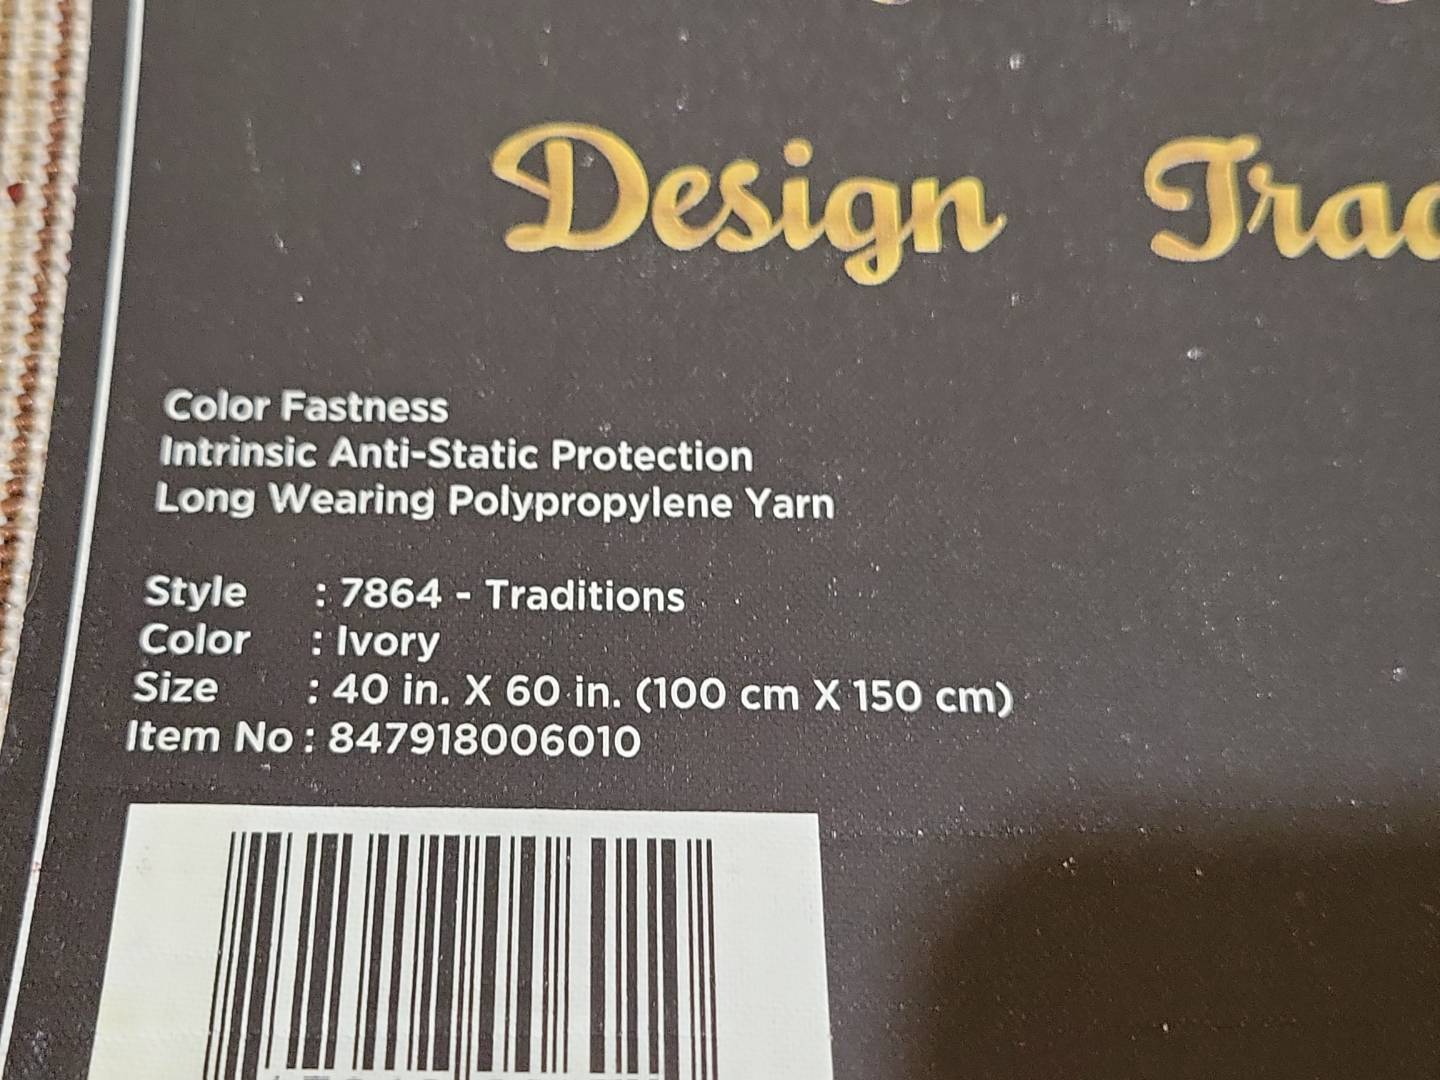 Design Trad
Color Fastness
Intrinsic Anti-Static Protection
Long Wearing Polypropylene Yarn
Style : 7864 - Traditions
Color : Ivory
Size : 40 in. X 60 in. (100 cm X 150 cm)
Item No : 847918006010